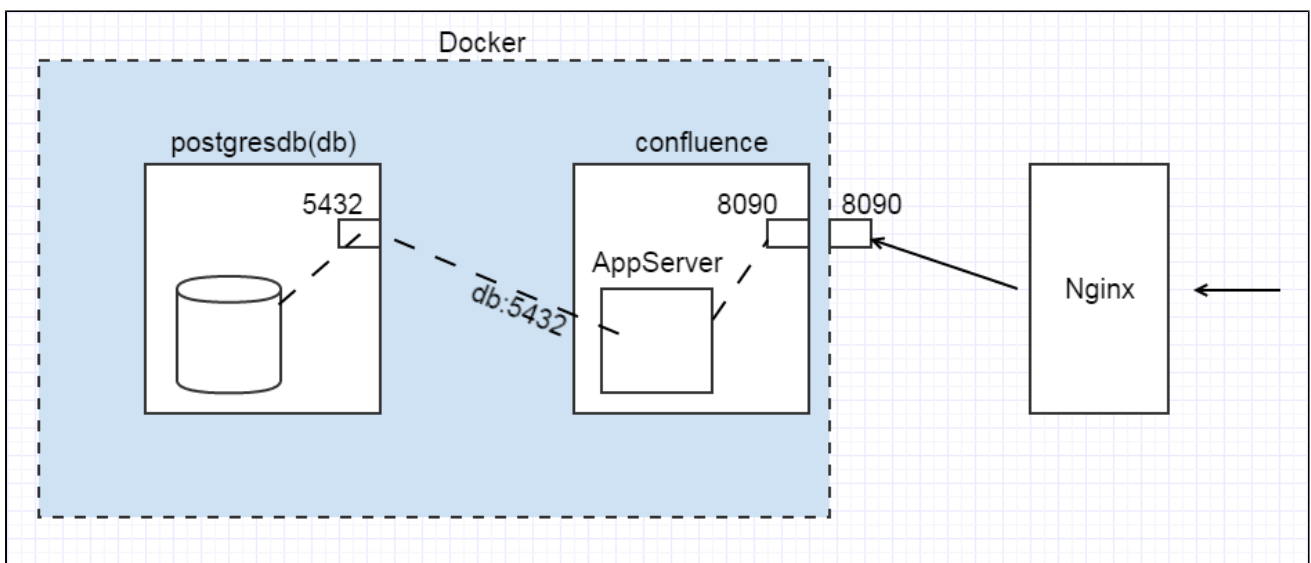 Docker
postgresdb(db)
confluence
5432
8090
8090
AppServer
db:5432
Nginx